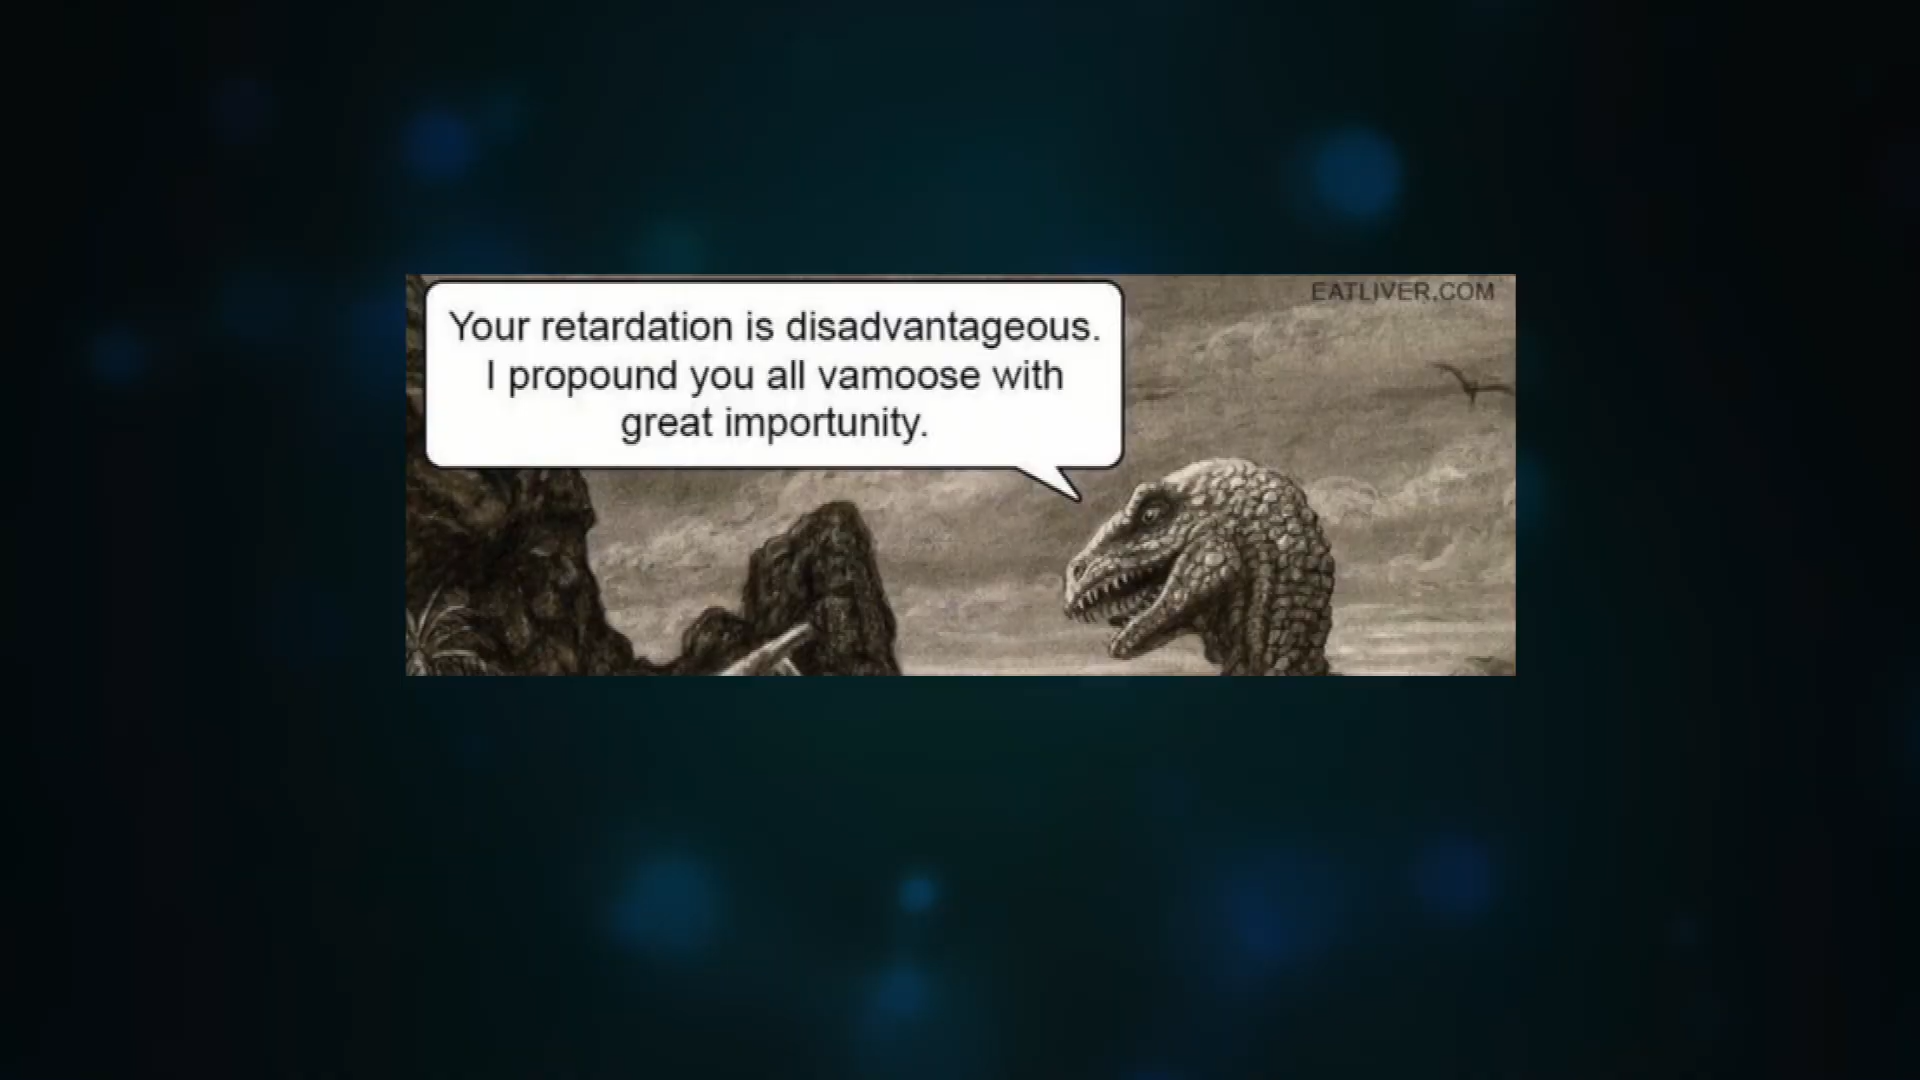 EATLIVER.COM
Your retardation is disadvantageous.
I propound you all vamoose with
great importunity.